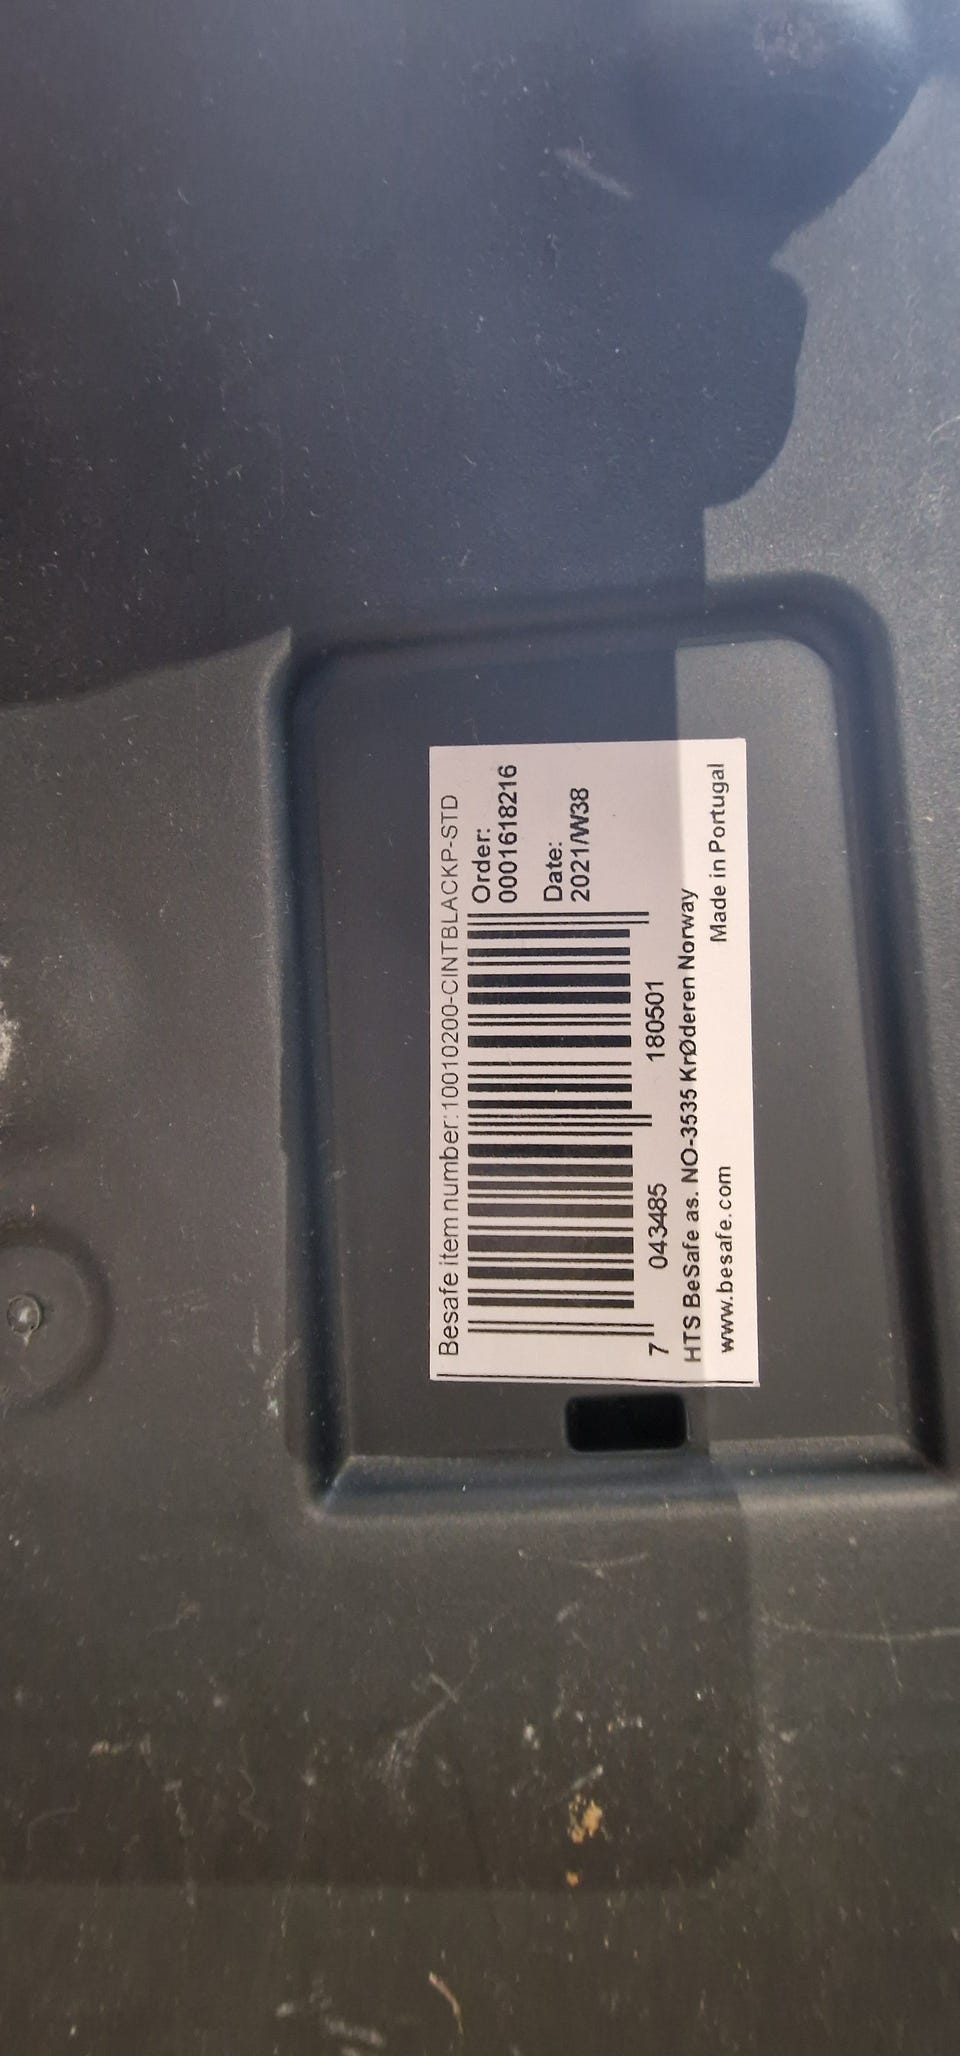 Besafe item number: 10010200-CINTBLACKP-STD
Order:
0001618216
Date:
2021/W38
7 043485 180501
HTS BeSafe as. NO-3535 KrØderen Norway
www.besafe.com Made in Portugal